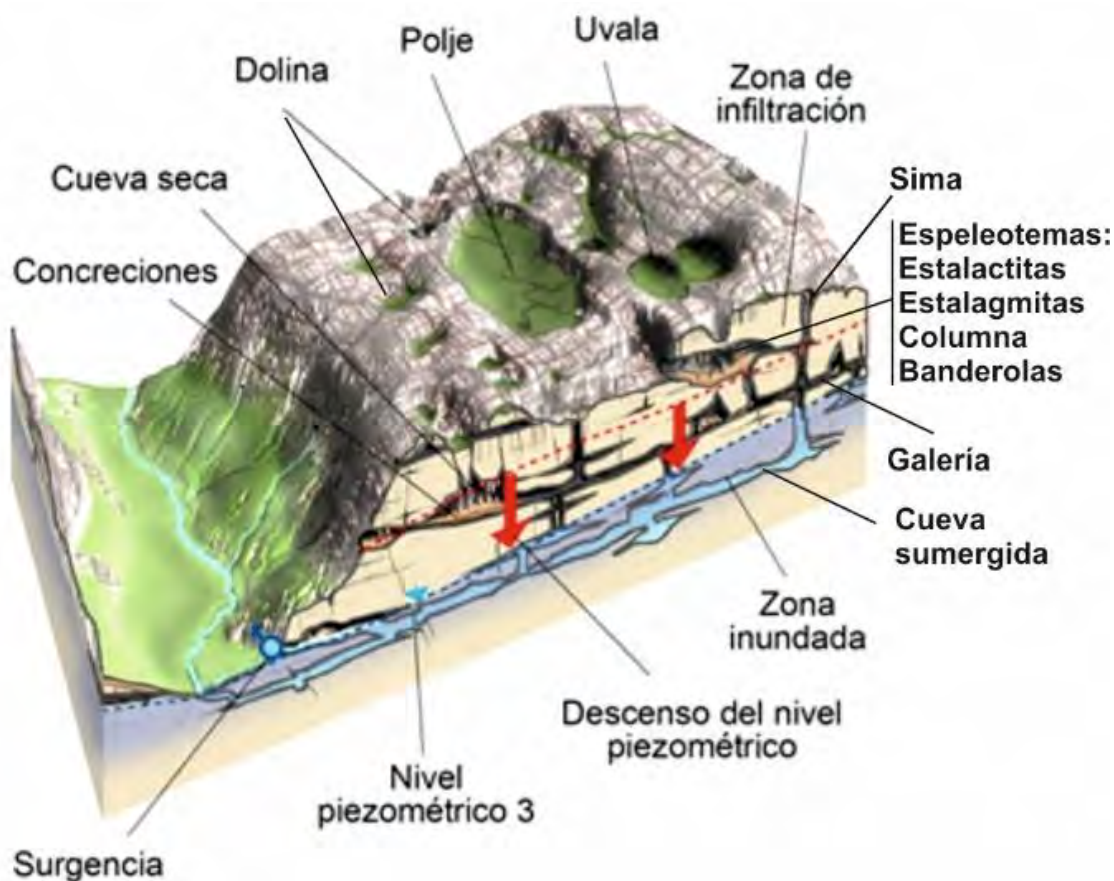 Polje
Uvala
Dolina
Zona de
infiltración
Cueva seca
Sima
Concreciones
Espeleotemas:
Estalactitas
Estalagmitas
Columna
Banderolas
Galería
Cueva
sumergida
Zona
inundada
Descenso del nivel
piezométrico
Nivel
piezométrico 3
Surgencia